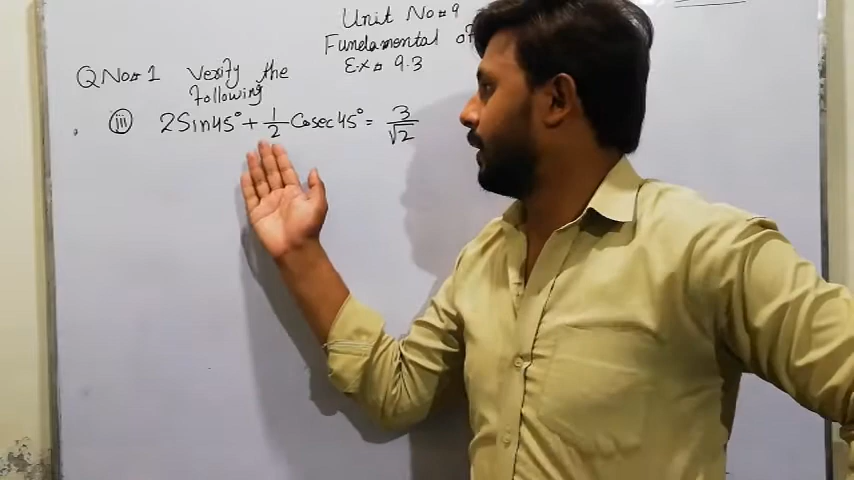 Unit No # 9
Fundamental of
Ex # 9.3
Q No # 1 Verify the
following
(iii) 2Sin45° + 1/2 Cosec45° = 3/√2